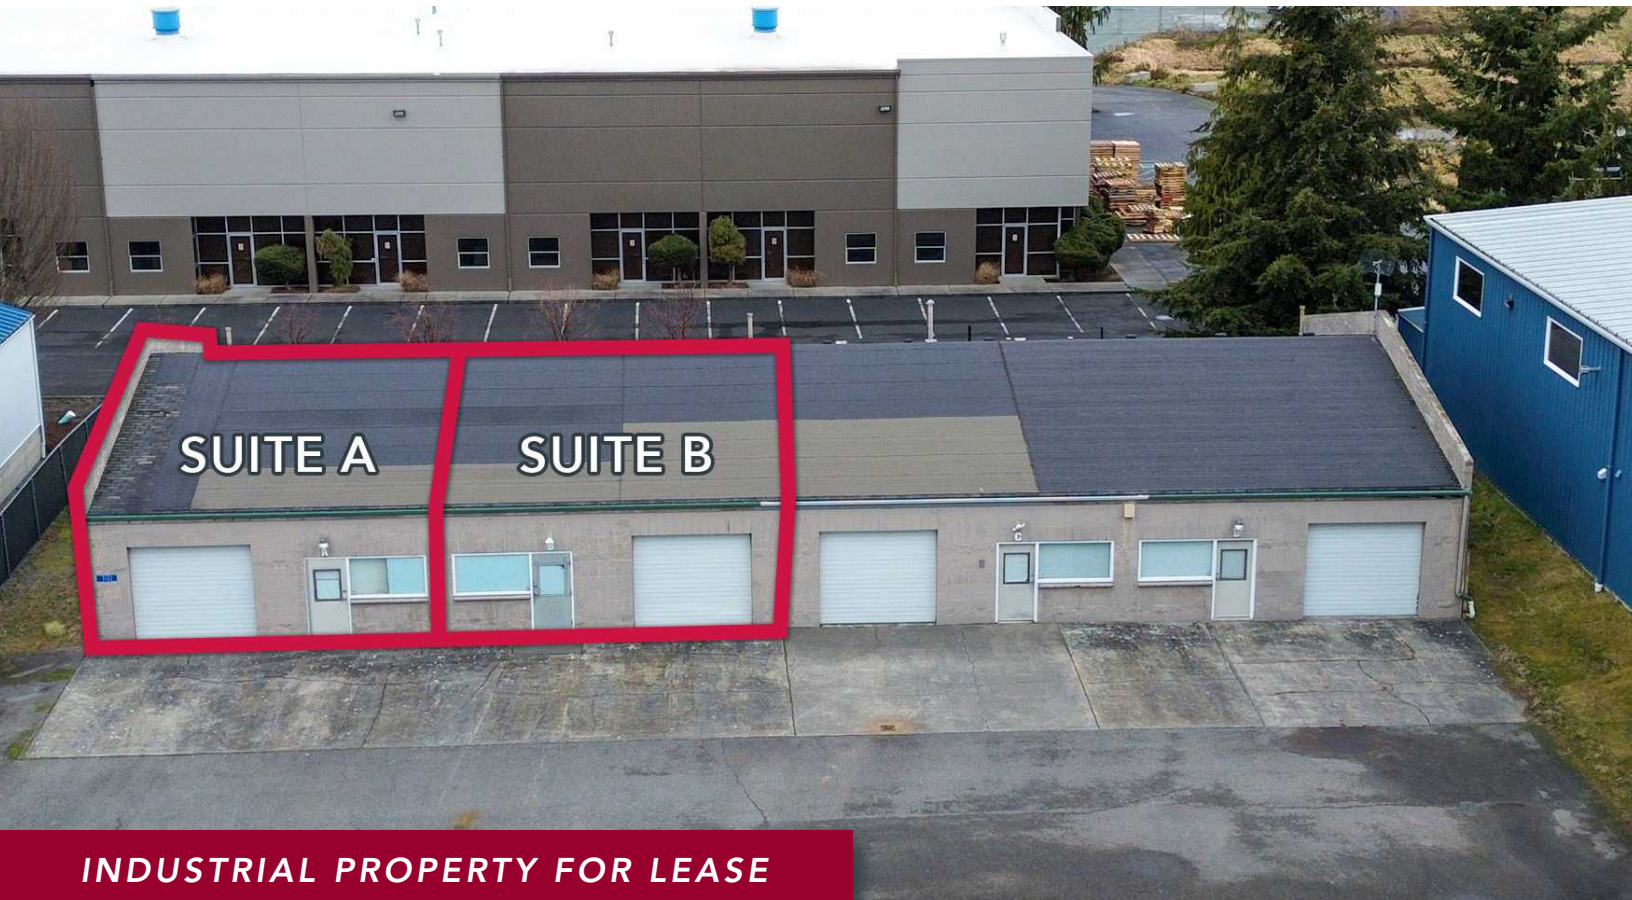 SUITE A
SUITE B
A
C
INDUSTRIAL PROPERTY FOR LEASE